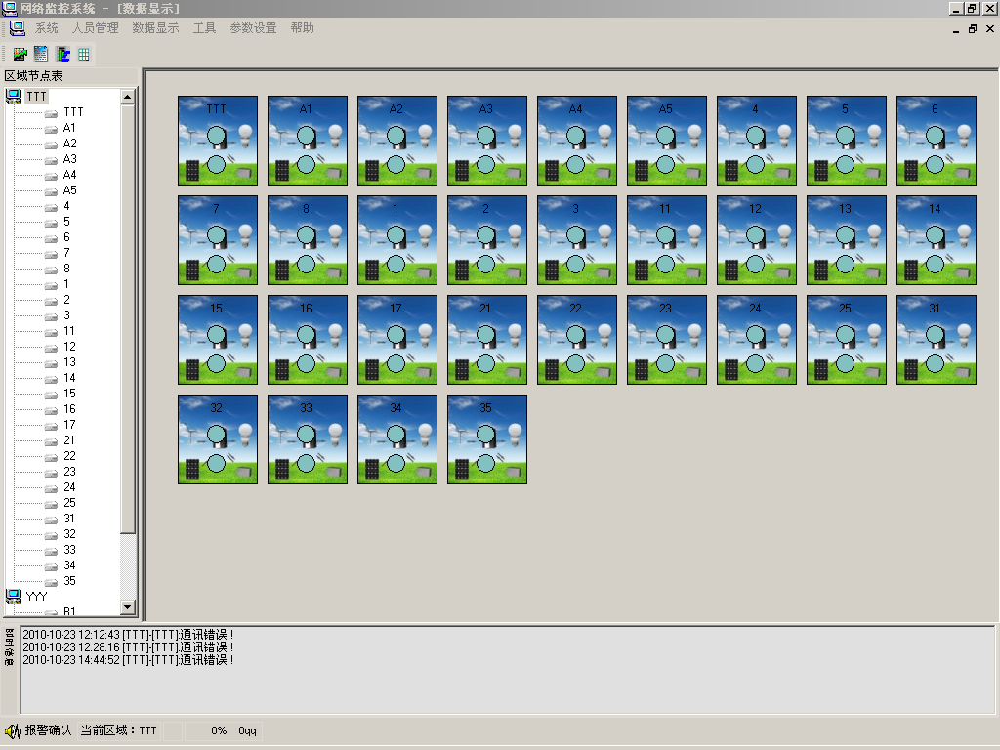 网络监控系统 - [数据显示]
系统 人员管理 数据显示 工具 参数设置 帮助
区域节点表
TTT
TTT
A1
A2
A3
A4
A5
4
5
6
7
8
1
2
3
11
12
13
14
15
16
17
21
22
23
24
25
31
32
33
34
35
YYY
B1
TTT A1 A2 A3 A4 A5 4 5 6
7 8 1 2 3 11 12 13 14
15 16 17 21 22 23 24 25 31
32 33 34 35
即时信息
2010-10-23 12:12:43 [TTT]-[TTT]:通讯错误!
2010-10-23 12:28:16 [TTT]-[TTT]:通讯错误!
2010-10-23 14:44:52 [TTT]-[TTT]:通讯错误!
报警确认 当前区域：TTT 0% 0qq